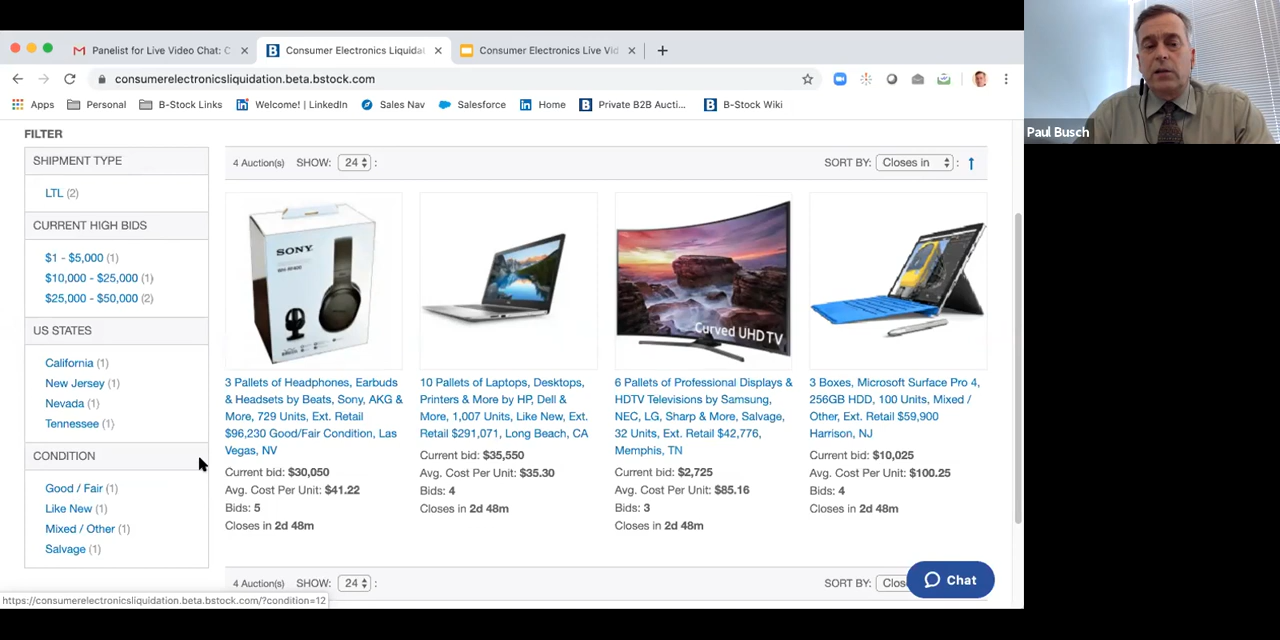 Panelist for Live Video Chat: C
Consumer Electronics Liquidat
Consumer Electronics Live Vid
consumerelectronicsliquidation.beta.bstock.com
Apps
Personal
B-Stock Links
Welcome! | LinkedIn
Sales Nav
Salesforce
Home
Private B2B Aucti...
B-Stock Wiki
Paul Busch
FILTER
SHIPMENT TYPE
LTL (2)
CURRENT HIGH BIDS
$1 - $5,000 (1)
$10,000 - $25,000 (1)
$25,000 - $50,000 (2)
US STATES
California (1)
New Jersey (1)
Nevada (1)
Tennessee (1)
CONDITION
Good / Fair (1)
Like New (1)
Mixed / Other (1)
Salvage (1)
4 Auction(s) SHOW: 24 :
SORT BY: Closes in :
SONY
3 Pallets of Headphones, Earbuds
& Headsets by Beats, Sony, AKG &
More, 729 Units, Ext. Retail
$96,230 Good/Fair Condition, Las
Vegas, NV
Current bid: $30,050
Avg. Cost Per Unit: $41.22
Bids: 5
Closes in 2d 48m
10 Pallets of Laptops, Desktops,
Printers & More by HP, Dell &
More, 1,007 Units, Like New, Ext.
Retail $291,071, Long Beach, CA
Current bid: $35,550
Avg. Cost Per Unit: $35.30
Bids: 4
Closes in 2d 48m
Curved UHD TV
6 Pallets of Professional Displays &
HDTV Televisions by Samsung,
NEC, LG, Sharp & More, Salvage,
32 Units, Ext. Retail $42,776,
Memphis, TN
Current bid: $2,725
Avg. Cost Per Unit: $85.16
Bids: 3
Closes in 2d 48m
3 Boxes, Microsoft Surface Pro 4,
256GB HDD, 100 Units, Mixed /
Other, Ext. Retail $59,900
Harrison, NJ
Current bid: $10,025
Avg. Cost Per Unit: $100.25
Bids: 4
Closes in 2d 48m
4 Auction(s) SHOW: 24 :
SORT BY: Clos
Chat
https://consumerelectronicsliquidation.beta.bstock.com/?condition=12